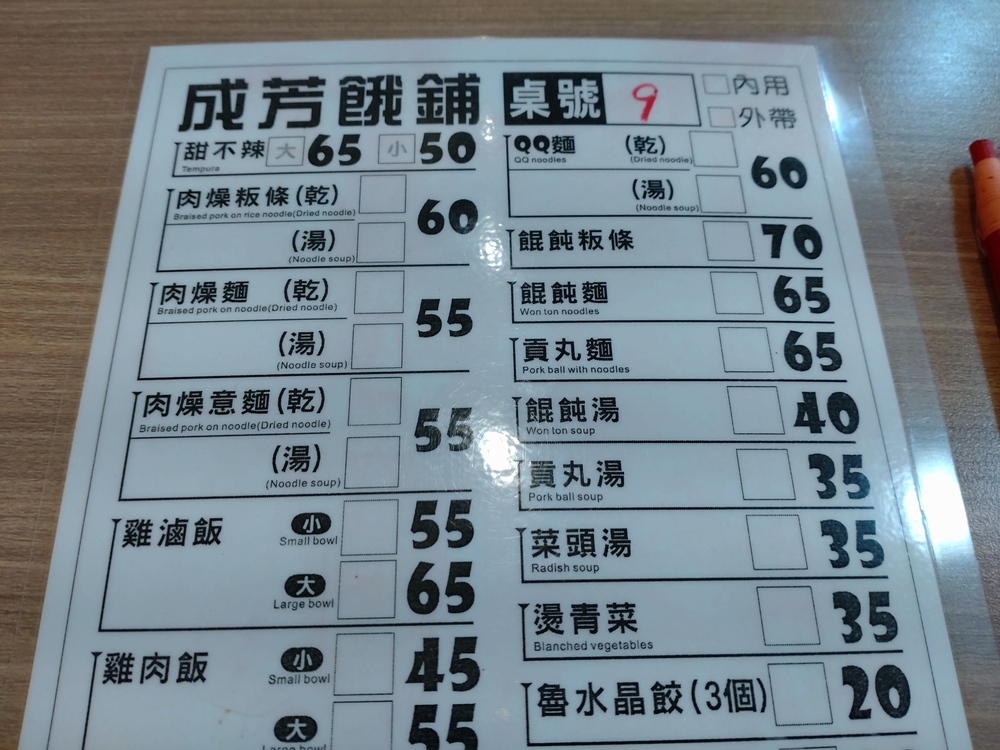 成芳餓鋪
甜不辣 大 65 小 50
Tempura
肉燥粄條(乾) 60
Braised pork on rice noodle(Dried noodle)
(湯)
(Noodle soup)
肉燥麵 (乾) 55
Braised pork on noodle(Dried noodle)
(湯)
(Noodle soup)
肉燥意麵(乾) 55
Braised pork on noodle(Dried noodle)
(湯)
(Noodle soup)
雞滷飯 小 55
Small bowl
大 65
Large bowl
雞肉飯 小 45
Small bowl
大 55
Large bowl
桌號 9 內用
外帶
QQ麵 (乾) 60
QQ noodles (Dried noodle)
(湯)
(Noodle soup)
餛飩粄條 70
餛飩麵 65
Won ton noodles
貢丸麵 65
Pork ball with noodles
餛飩湯 40
Won ton soup
貢丸湯 35
Pork ball soup
菜頭湯 35
Radish soup
燙青菜 35
Blanched vegetables
魯水晶餃(3個) 20